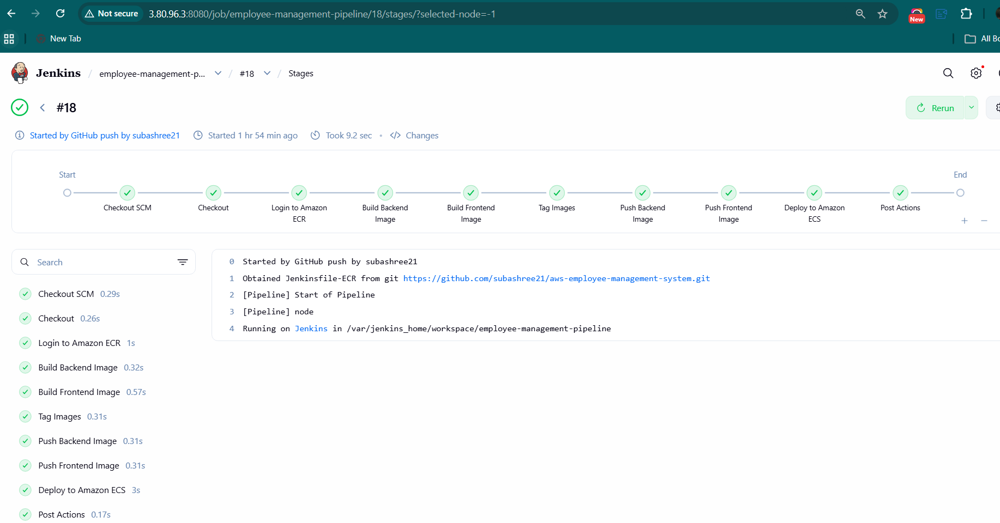 Not secure 3.80.96.3:8080/job/employee-management-pipeline/18/stages/?selected-node=-1
New
New Tab
All Bo
Jenkins / employee-management-p... / #18 / Stages
#18
Rerun
Started by GitHub push by subashree21 Started 1 hr 54 min ago Took 9.2 sec • Changes
Start
End
Checkout SCM
Checkout
Login to Amazon ECR
Build Backend Image
Build Frontend Image
Tag Images
Push Backend Image
Push Frontend Image
Deploy to Amazon ECS
Post Actions
+ −
Search
Checkout SCM 0.29s
Checkout 0.26s
Login to Amazon ECR 1s
Build Backend Image 0.32s
Build Frontend Image 0.57s
Tag Images 0.31s
Push Backend Image 0.31s
Push Frontend Image 0.31s
Deploy to Amazon ECS 3s
Post Actions 0.17s
0 Started by GitHub push by subashree21
1 Obtained Jenkinsfile-ECR from git https://github.com/subashree21/aws-employee-management-system.git
2 [Pipeline] Start of Pipeline
3 [Pipeline] node
4 Running on Jenkins in /var/jenkins_home/workspace/employee-management-pipeline